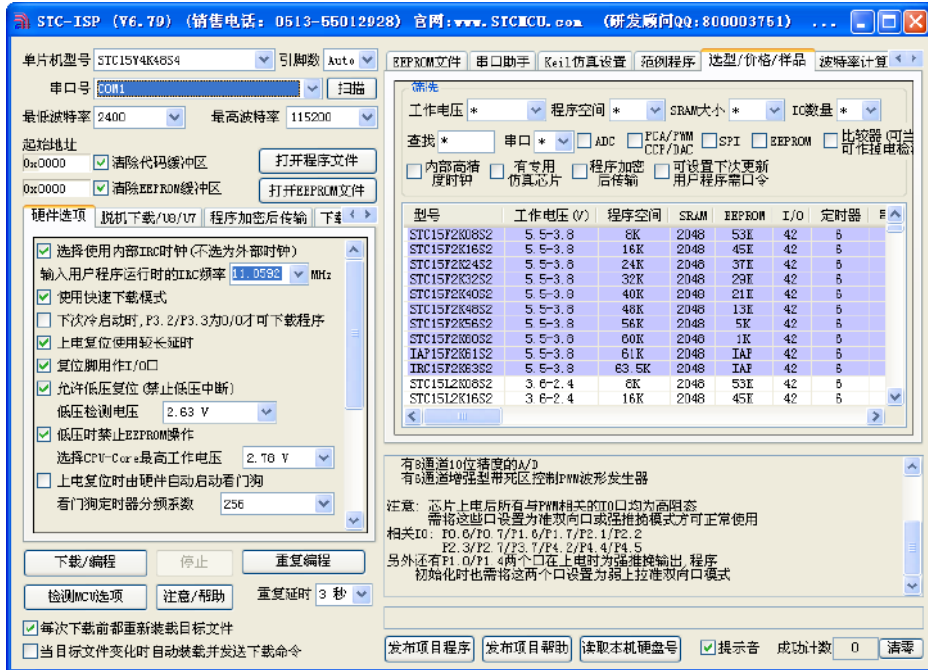 STC-ISP (V6.79) (销售电话: 0513-55012928) 官网:www.STCMCU.com (研发顾问QQ:800003751) ...
单片机型号 STC15W4K48S4 引脚数 Auto
串口号 COM1 扫描
最低波特率 2400 最高波特率 115200
起始地址
0x0000 清除代码缓冲区 打开程序文件
0x0000 清除EEPROM缓冲区 打开EEPROM文件
硬件选项 脱机下载/U8/U7 程序加密后传输
选择使用内部IRC时钟(不选为外部时钟)
输入用户程序运行时的IRC频率 11.0592 MHz
使用快速下载模式
下次冷启动时,P3.2/P3.3为0/0才可下载程序
上电复位使用较长延时
复位脚用作I/O口
允许低压复位(禁止低压中断)
低压检测电压 2.63 V
低压时禁止EEPROM操作
选择CPU-Core最高工作电压 2.78 V
上电复位时由硬件自动启动看门狗
看门狗定时器分频系数 256
下载/编程 停止 重复编程
检测MCU选项 注意/帮助 重复延时 3 秒
每次下载前都重新装载目标文件
当目标文件变化时自动装载并发送下载命令
EEPROM文件 串口助手 Keil仿真设置 范例程序 选型/价格/样品 波特率计算
筛选
工作电压 * 程序空间 * SRAM大小 * IO数量 *
查找 * 串口 * ADC PCA/PWM CCP/DAC SPI EEPROM 比较器(可当 可作掉电检
内部高精度时钟 有专用仿真芯片 程序加密后传输 可设置下次更新用户程序需口令
型号 工作电压(V) 程序空间 SRAM EEPROM I/O 定时器
STC15F2K08S2 5.5-3.8 8K 2048 53K 42 6
STC15F2K16S2 5.5-3.8 16K 2048 45K 42 6
STC15F2K24S2 5.5-3.8 24K 2048 37K 42 6
STC15F2K32S2 5.5-3.8 32K 2048 29K 42 6
STC15F2K40S2 5.5-3.8 40K 2048 21K 42 6
STC15F2K48S2 5.5-3.8 48K 2048 13K 42 6
STC15F2K56S2 5.5-3.8 56K 2048 5K 42 6
STC15F2K60S2 5.5-3.8 60K 2048 1K 42 6
IAP15F2K61S2 5.5-3.8 61K 2048 IAP 42 6
IRC15F2K63S2 5.5-3.8 63.5K 2048 IAP 42 6
STC15L2K08S2 3.6-2.4 8K 2048 53K 42 6
STC15L2K16S2 3.6-2.4 16K 2048 45K 42 6
有8通道10位精度的A/D
有6通道增强型带死区控制PWM波形发生器
注意: 芯片上电后所有与PWM相关的IO口均为高阻态
需将这些口设置为准双向口或强推挽模式方可正常使用
相关IO: P0.6/P0.7/P1.6/P1.7/P2.1/P2.2
P2.3/P2.7/P3.7/P4.2/P4.4/P4.5
另外还有P1.0/P1.4两个口在上电时为强推挽输出,程序
初始化时也需将这两个口设置为弱上拉准双向口模式
发布项目程序 发布项目帮助 读取本机硬盘号 提示音 成功计数 0 清零